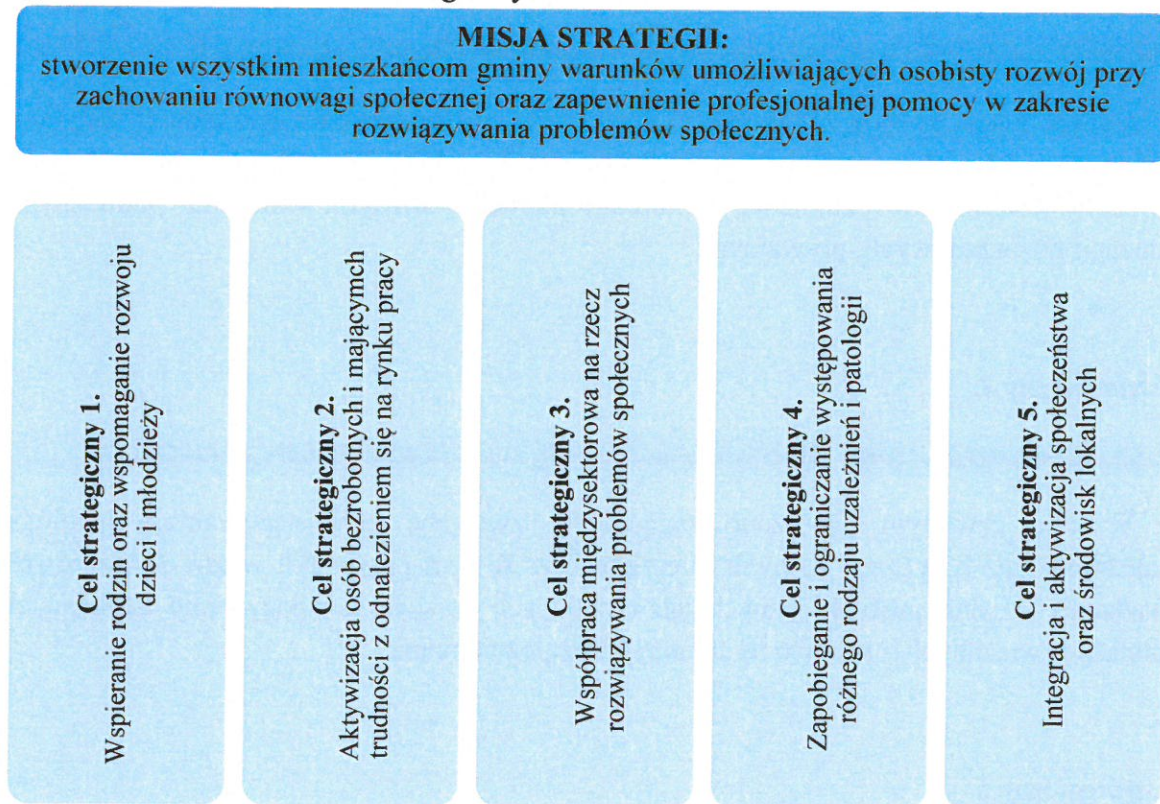 MISJA STRATEGII:
stworzenie wszystkim mieszkańcom gminy warunków umożliwiających osobisty rozwój przy
zachowaniu równowagi społecznej oraz zapewnienie profesjonalnej pomocy w zakresie
rozwiązywania problemów społecznych.
Cel strategiczny 1.
Wspieranie rodzin oraz wspomaganie rozwoju
dzieci i młodzieży
Cel strategiczny 2.
Aktywizacja osób bezrobotnych i mającymch
trudności z odnalezieniem się na rynku pracy
Cel strategiczny 3.
Współpraca międzysektorowa na rzecz
rozwiązywania problemów społecznych
Cel strategiczny 4.
Zapobieganie i ograniczanie występowania
różnego rodzaju uzależnień i patologii
Cel strategiczny 5.
Integracja i aktywizacja społeczeństwa
oraz środowisk lokalnych